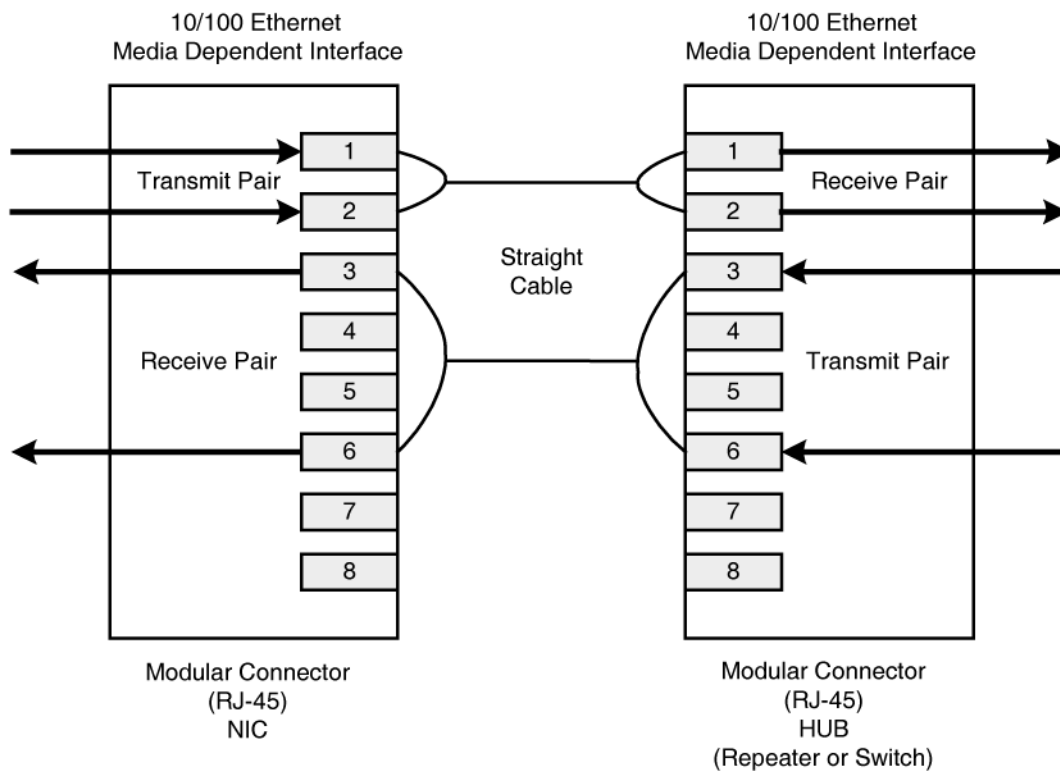 10/100 Ethernet
Media Dependent Interface
10/100 Ethernet
Media Dependent Interface
1
Transmit Pair
2
3
4
Receive Pair
5
6
7
8
Straight
Cable
1
Receive Pair
2
3
4
Transmit Pair
5
6
7
8
Modular Connector
(RJ-45)
NIC
Modular Connector
(RJ-45)
HUB
(Repeater or Switch)